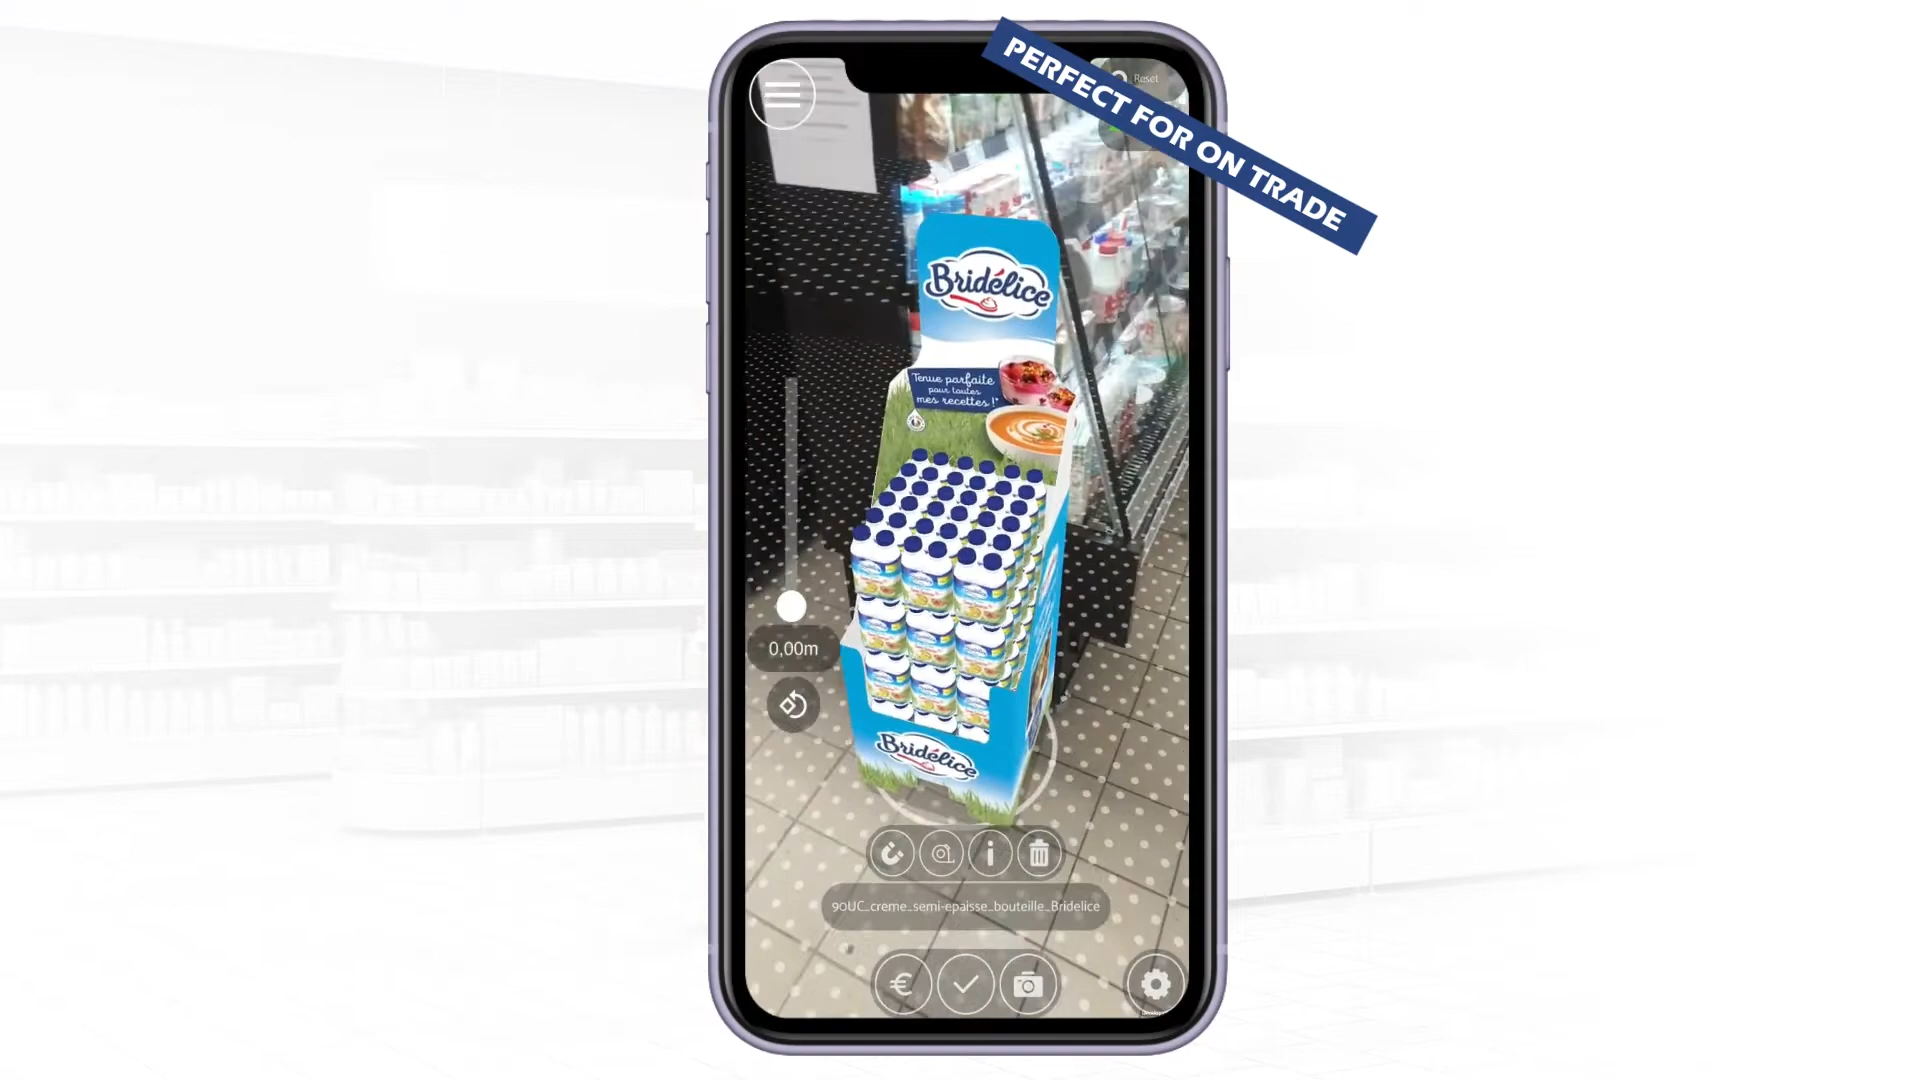 PERFECT FOR ON TRADE
Reset
Bridélice
Tenue parfaite
pour toutes
mes recettes !*
0,00m
Bridélice
90UC_creme_semi-epaisse_bouteille_Bridelice